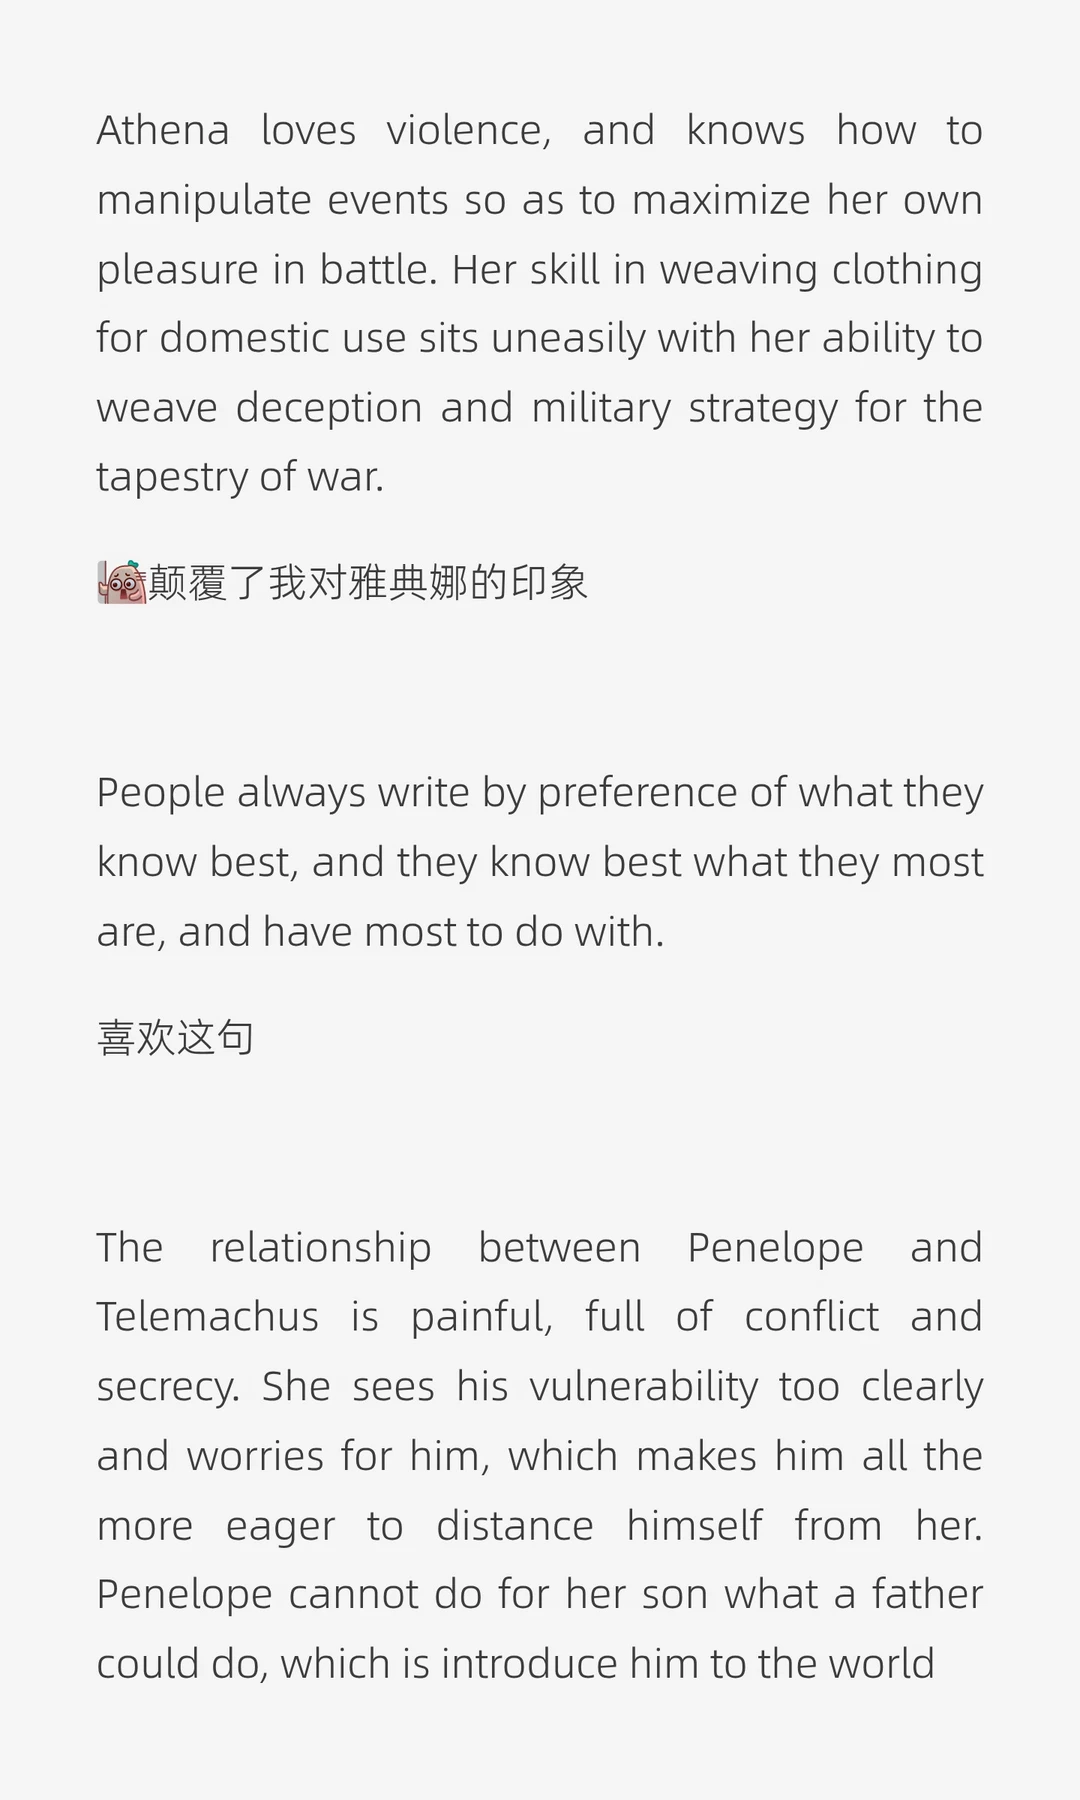 Athena loves violence, and knows how to
manipulate events so as to maximize her own
pleasure in battle. Her skill in weaving clothing
for domestic use sits uneasily with her ability to
weave deception and military strategy for the
tapestry of war.
颠覆了我对雅典娜的印象
People always write by preference of what they
know best, and they know best what they most
are, and have most to do with.
喜欢这句
The relationship between Penelope and
Telemachus is painful, full of conflict and
secrecy. She sees his vulnerability too clearly
and worries for him, which makes him all the
more eager to distance himself from her.
Penelope cannot do for her son what a father
could do, which is introduce him to the world